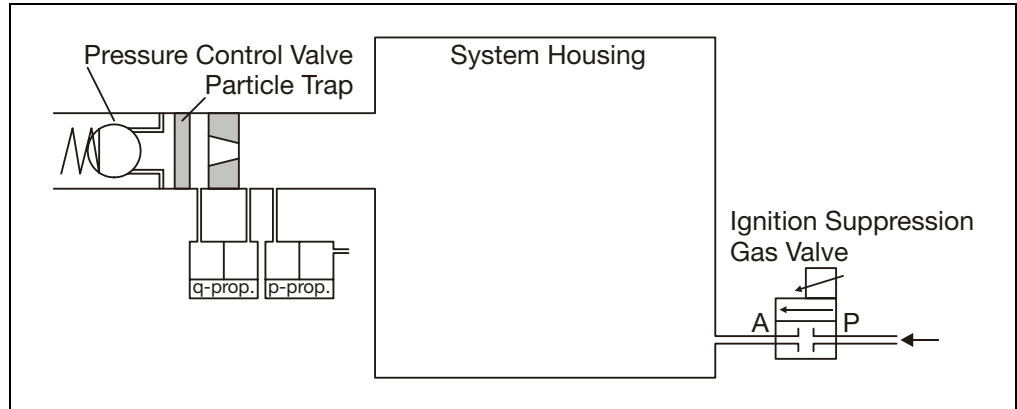 Pressure Control Valve
Particle Trap
System Housing
q-prop.
p-prop.
Ignition Suppression
Gas Valve
A
P